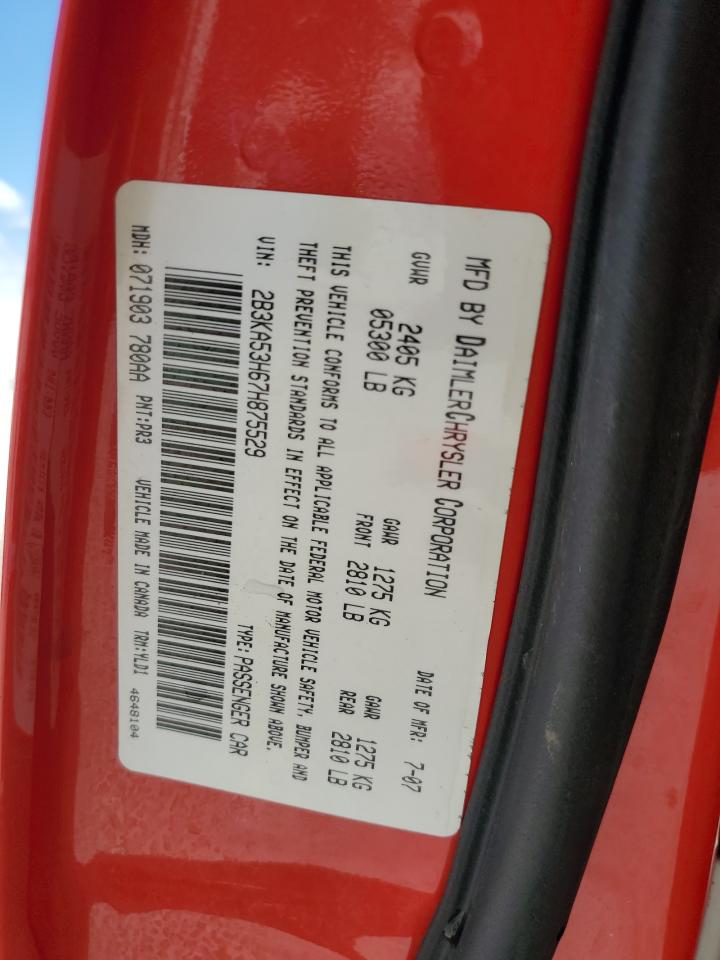 MFD BY DAIMLERCHRYSLER CORPORATION
DATE OF MFR: 7-07
GVWR 2405 KG
05300 LB
GAWR 1275 KG
FRONT 2810 LB
GAWR 1275 KG
REAR 2810 LB
THIS VEHICLE CONFORMS TO ALL APPLICABLE FEDERAL MOTOR VEHICLE SAFETY, BUMPER AND
THEFT PREVENTION STANDARDS IN EFFECT ON THE DATE OF MANUFACTURE SHOWN ABOVE.
VIN: 2B3KA53H67H875529 TYPE: PASSENGER CAR
MDH: 071903 780AA PNT:PR3 VEHICLE MADE IN CANADA TRM:YLD1
4648104